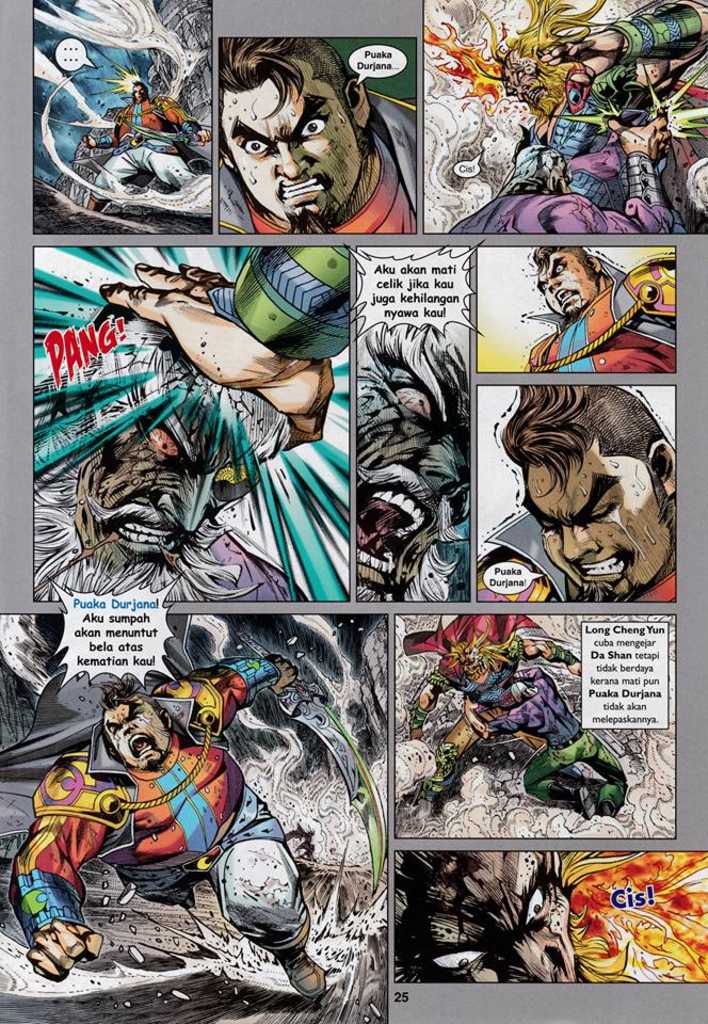 ...
Puaka
Durjana...
Cis!
PANG!
Aku akan mati
celik jika kau
juga kehilangan
nyawa kau!
Puaka
Durjana!
Puaka Durjana!
Aku sumpah
akan menuntut
bela atas
kematian kau!
Long Cheng Yun
cuba mengejar
Da Shan tetapi
tidak berdaya
kerana mati pun
Puaka Durjana
tidak akan
melepaskannya.
Cis!
25